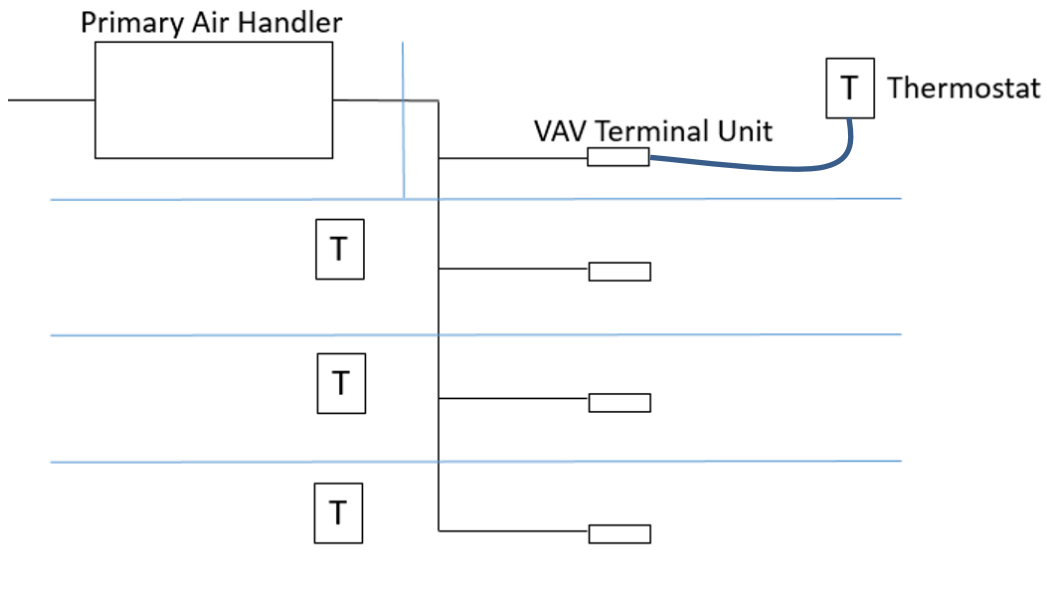 Primary Air Handler
T
Thermostat
VAV Terminal Unit
T
T
T